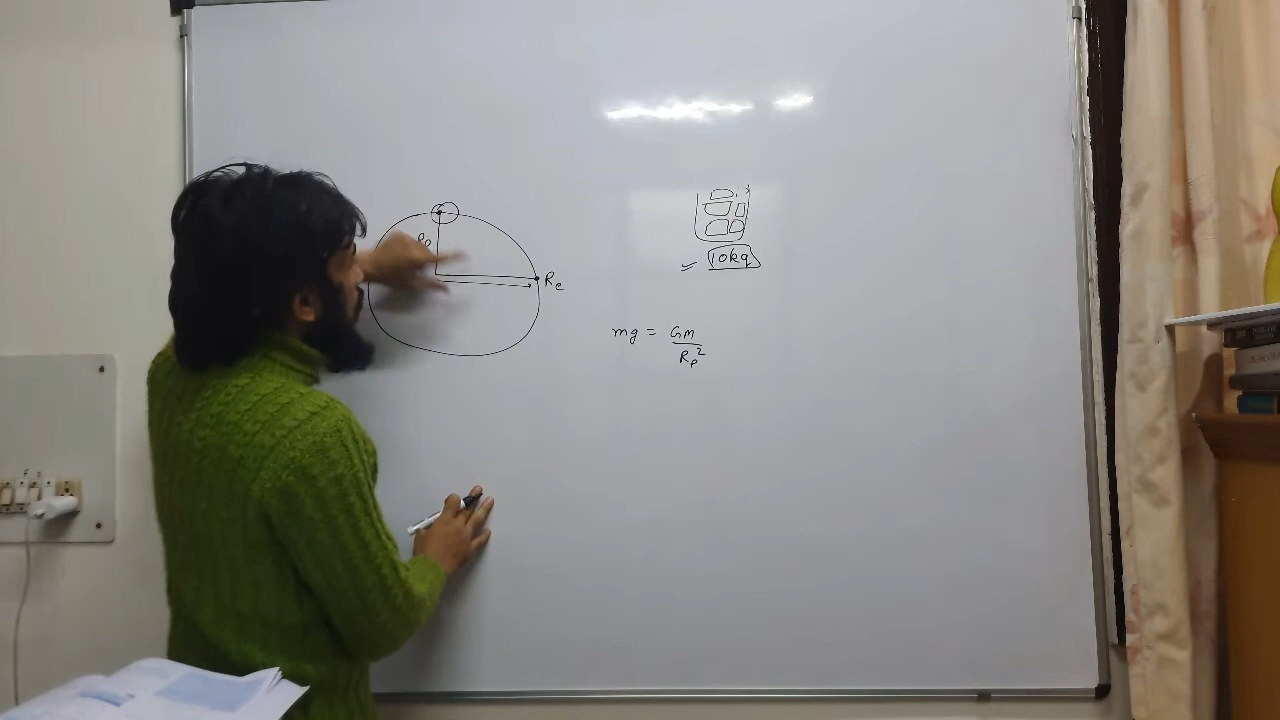 Rp
Re
10kg
mg = GM
Rp²